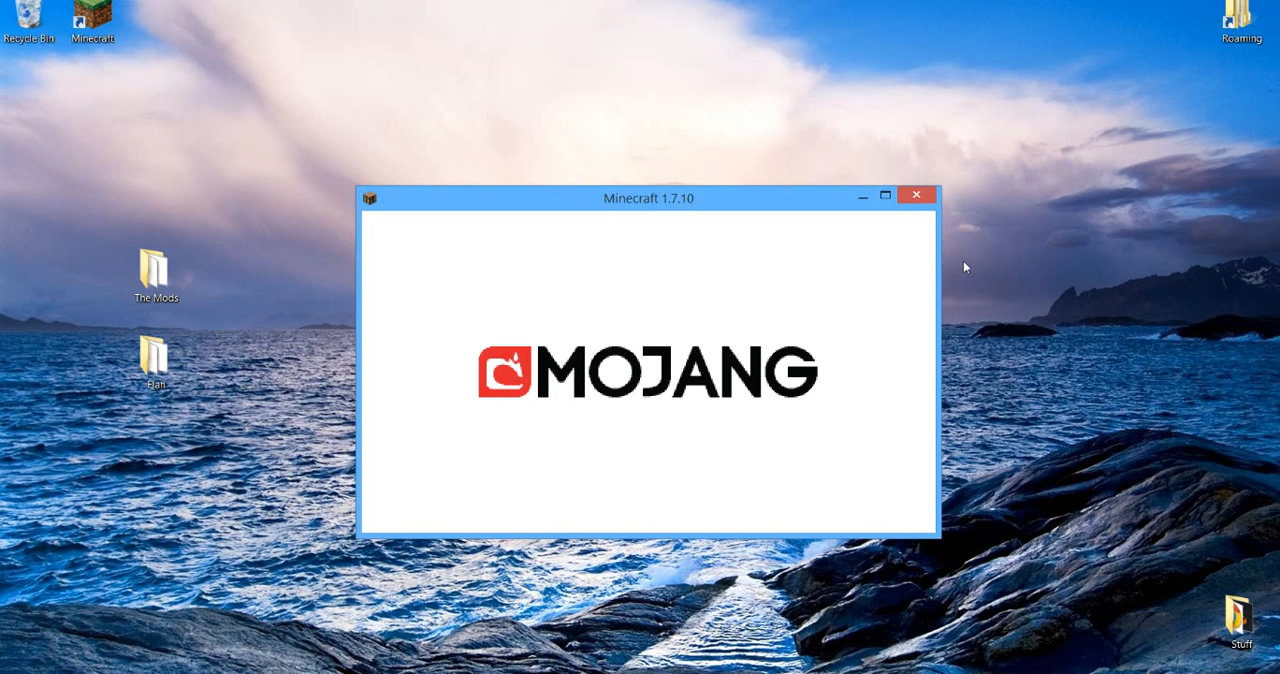 Recycle Bin
Minecraft
Roaming
Minecraft 1.7.10
The Mods
MOJANG
Flan
Stuff